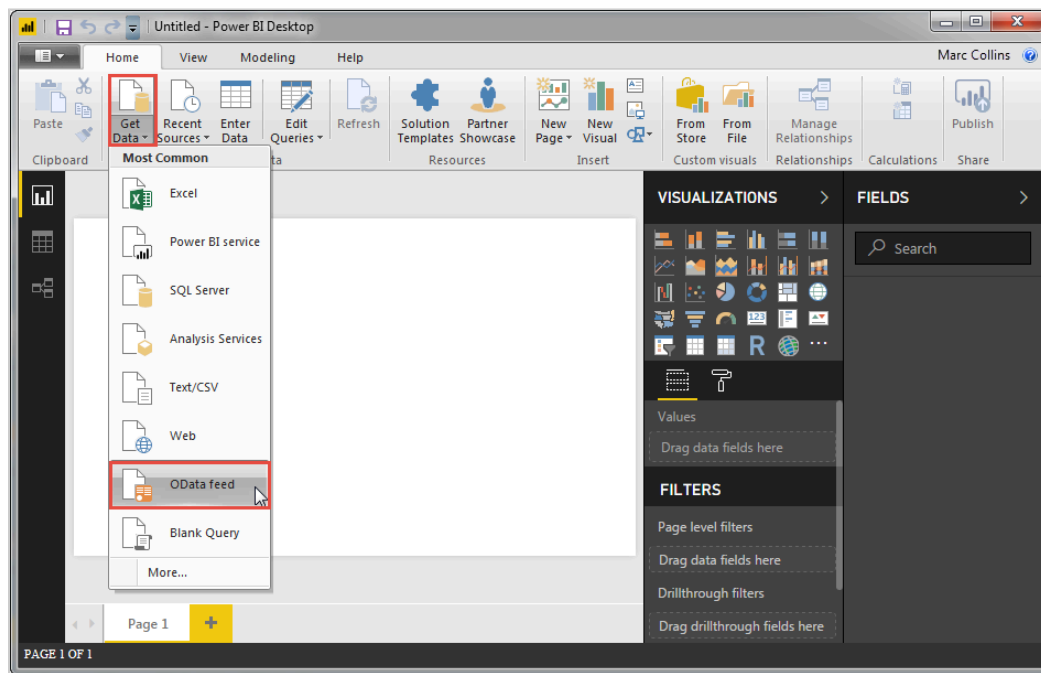 Untitled - Power BI Desktop
Home View Modeling Help Marc Collins
Paste
Get Data
Recent Sources
Enter Data
Edit Queries
Refresh
Solution Templates
Partner Showcase
New Page
New Visual
From Store
From File
Manage Relationships
Publish
Clipboard ta Resources Insert Custom visuals Relationships Calculations Share
Most Common
Excel
Power BI service
SQL Server
Analysis Services
Text/CSV
Web
OData feed
Blank Query
More...
VISUALIZATIONS
123
R
Values
Drag data fields here
FILTERS
Page level filters
Drag data fields here
Drillthrough filters
Drag drillthrough fields here
FIELDS
Search
Page 1
PAGE 1 OF 1